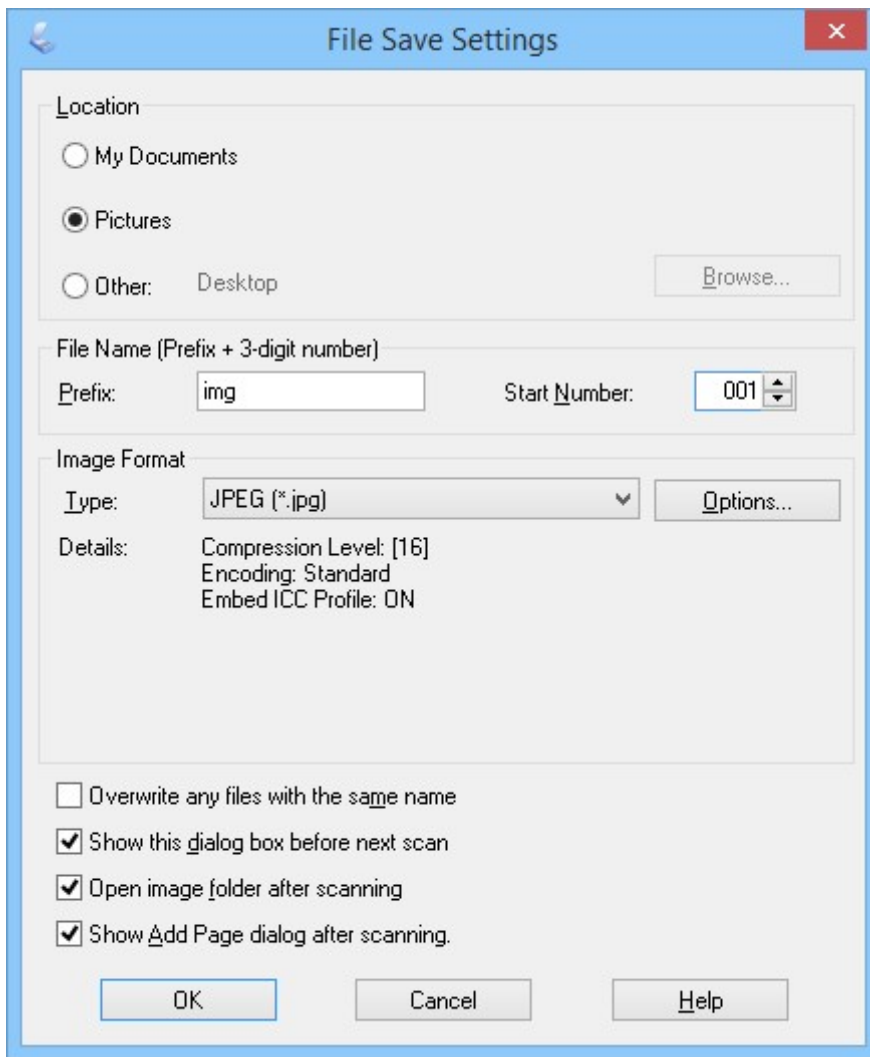 File Save Settings
Location
My Documents
Pictures
Other: Desktop Browse...
File Name (Prefix + 3-digit number)
Prefix: img Start Number: 001
Image Format
Type: JPEG (*.jpg) Options...
Details: Compression Level: [16]
Encoding: Standard
Embed ICC Profile: ON
Overwrite any files with the same name
Show this dialog box before next scan
Open image folder after scanning
Show Add Page dialog after scanning.
OK Cancel Help